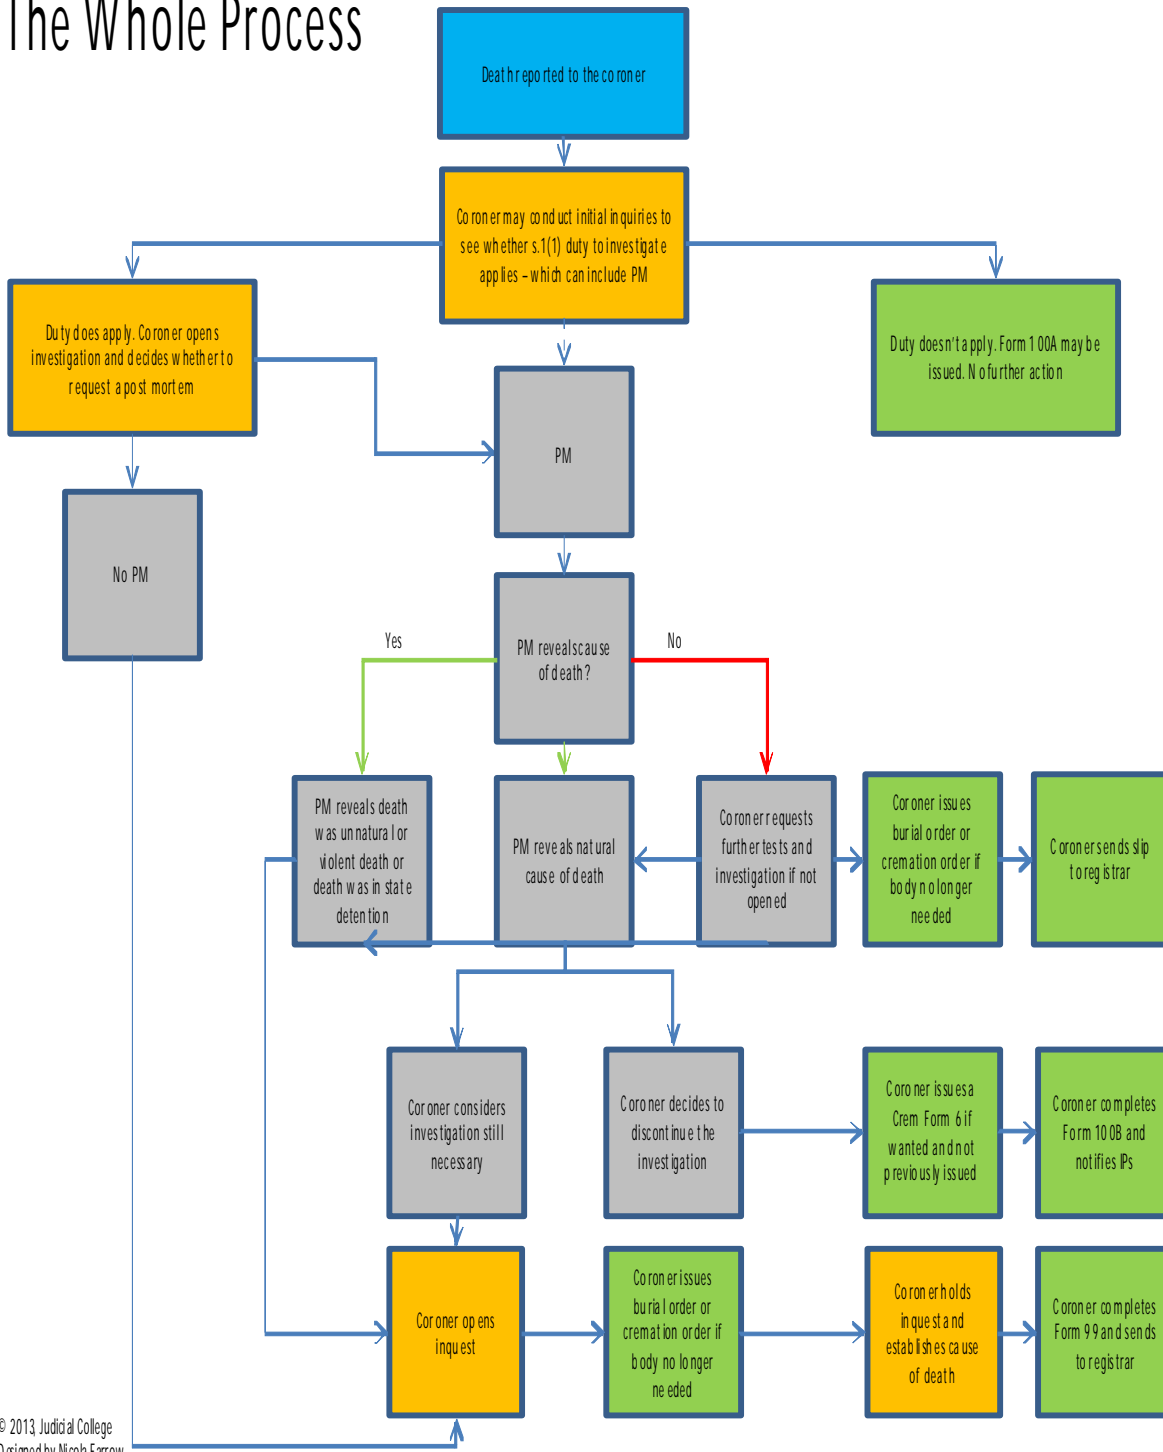 The Whole Process
Death reported to the coroner
Coroner may conduct initial inquiries to
see whether s.1(1) duty to investigate
applies – which can include PM
Duty does apply. Coroner opens
investigation and decides whether to
request a post mortem
Duty doesn't apply. Form 100A may be
issued. No further action
PM
No PM
PM reveals cause
of death?
Yes
No
PM reveals death
was unnatural or
violent death or
death was in state
detention
PM reveals natural
cause of death
Coroner requests
further tests and
investigation if not
opened
Coroner issues
burial order or
cremation order if
body no longer
needed
Coroner sends slip
to registrar
Coroner considers
investigation still
necessary
Coroner decides to
discontinue the
investigation
Coroner issues a
Crem Form 6 if
wanted and not
previously issued
Coroner completes
Form 100B and
notifies IPs
Coroner opens
inquest
Coroner issues
burial order or
cremation order if
body no longer
needed
Coroner holds
inquest and
establishes cause
of death
Coroner completes
Form 99 and sends
to registrar
© 2013, Judicial College
Designed by Nicola Farrow